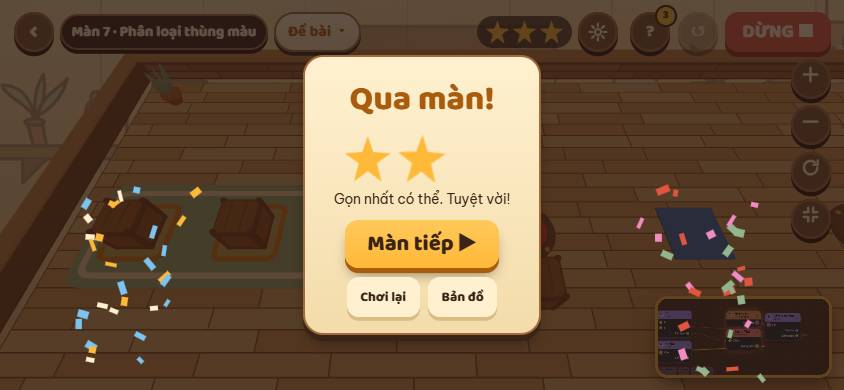 Màn 7 · Phân loại thùng màu
Đề bài
?
3
DỪNG
Qua màn!
Gọn nhất có thể. Tuyệt vời!
Màn tiếp
Chơi lại
Bản đồ